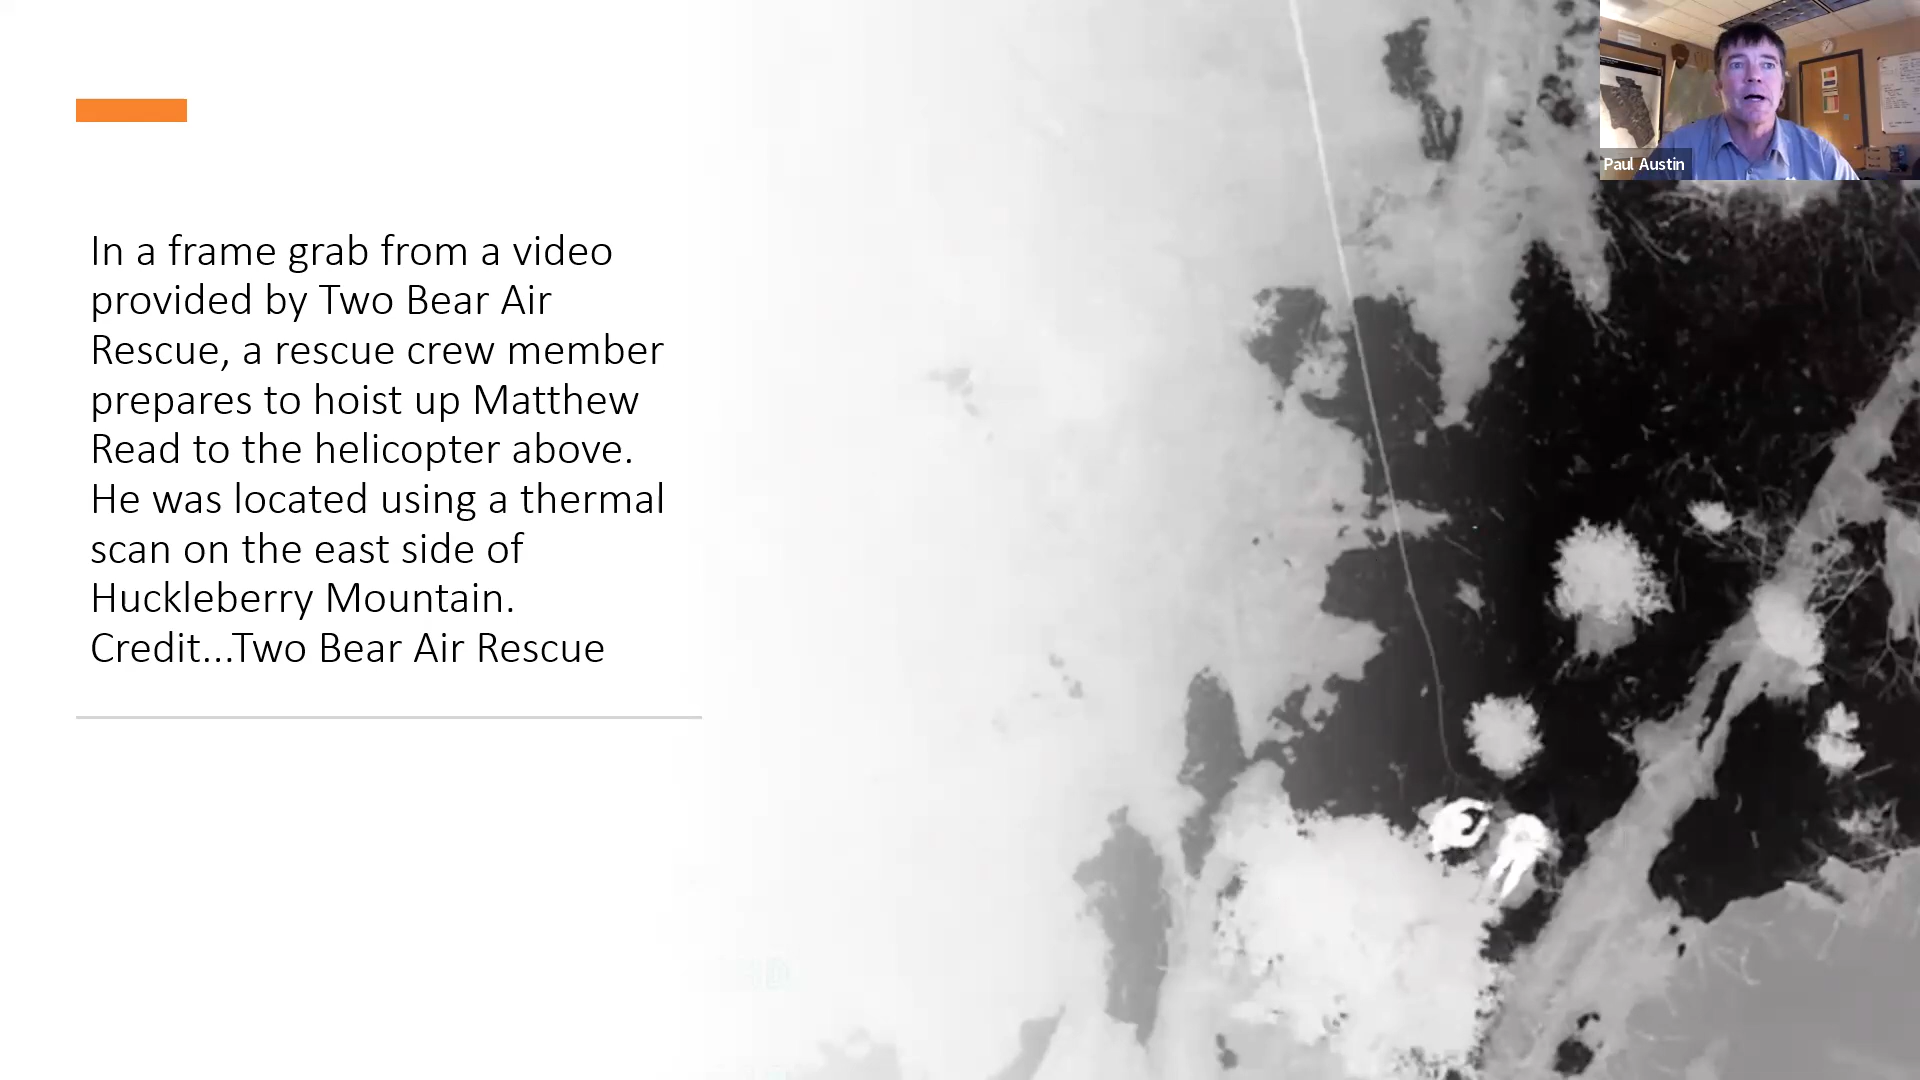 In a frame grab from a video
provided by Two Bear Air
Rescue, a rescue crew member
prepares to hoist up Matthew
Read to the helicopter above.
He was located using a thermal
scan on the east side of
Huckleberry Mountain.
Credit...Two Bear Air Rescue
Paul Austin